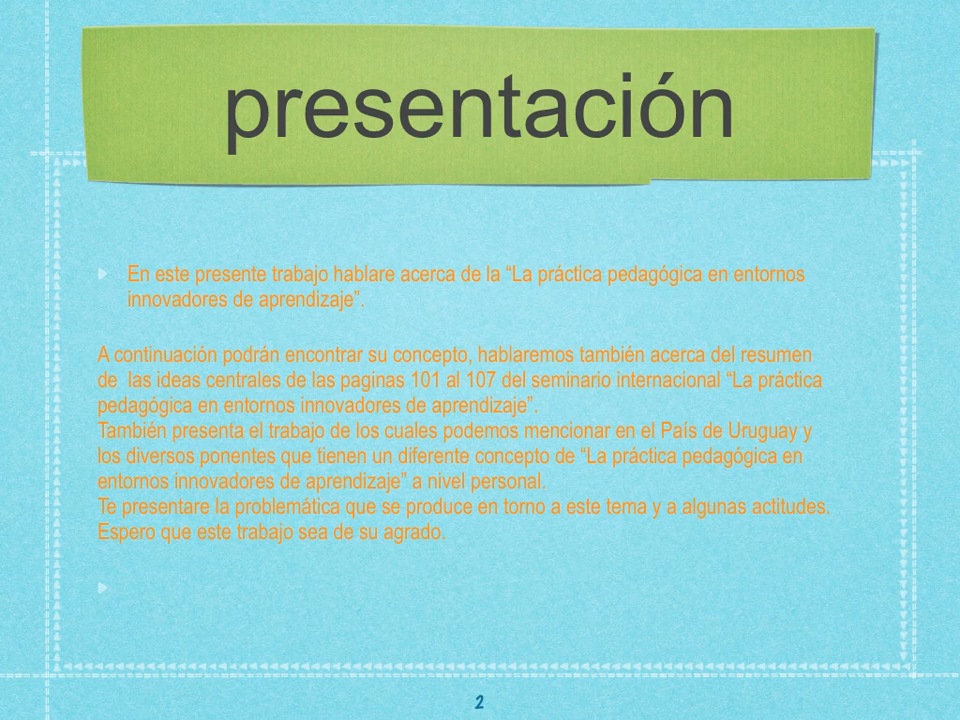 presentación
En este presente trabajo hablare acerca de la “La práctica pedagógica en entornos
innovadores de aprendizaje”.
A continuación podrán encontrar su concepto, hablaremos también acerca del resumen
de  las ideas centrales de las paginas 101 al 107 del seminario internacional “La práctica
pedagógica en entornos innovadores de aprendizaje”.
También presenta el trabajo de los cuales podemos mencionar en el País de Uruguay y
los diversos ponentes que tienen un diferente concepto de “La práctica pedagógica en
entornos innovadores de aprendizaje” a nivel personal.
Te presentare la problemática que se produce en torno a este tema y a algunas actitudes.
Espero que este trabajo sea de su agrado.
2